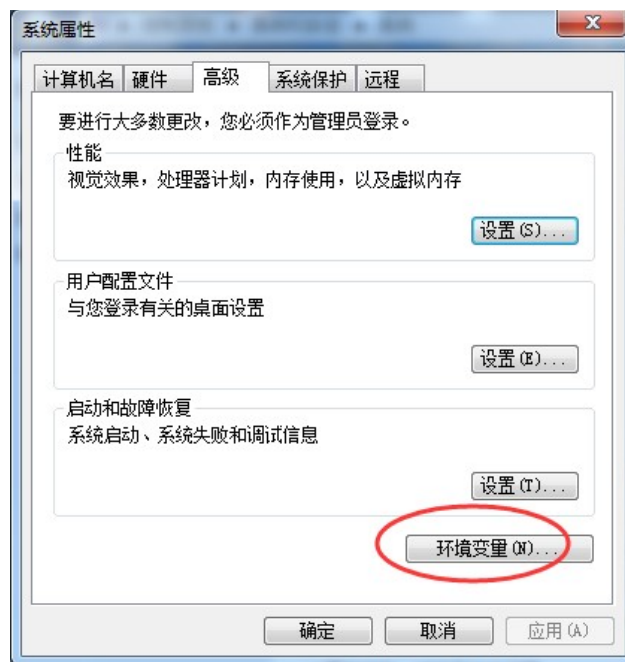 系统属性
计算机名 硬件 高级 系统保护 远程
要进行大多数更改，您必须作为管理员登录。
性能
视觉效果，处理器计划，内存使用，以及虚拟内存
设置(S)...
用户配置文件
与您登录有关的桌面设置
设置(E)...
启动和故障恢复
系统启动、系统失败和调试信息
设置(T)...
环境变量(N)...
确定 取消 应用(A)